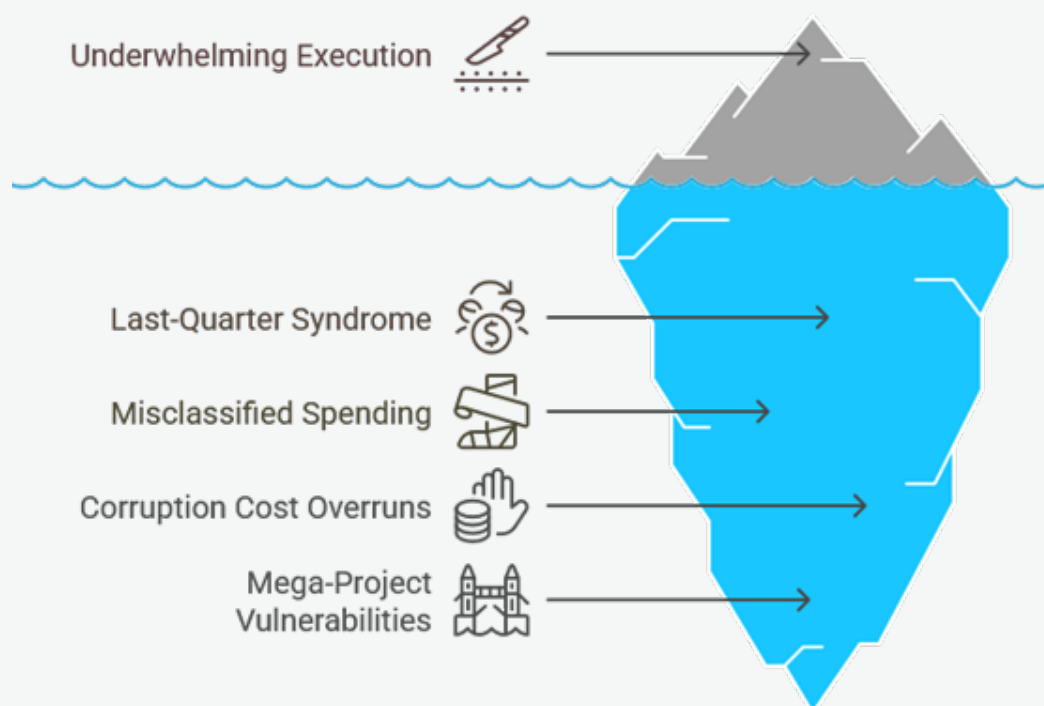 Underwhelming Execution
Last-Quarter Syndrome
Misclassified Spending
Corruption Cost Overruns
Mega-Project
Vulnerabilities